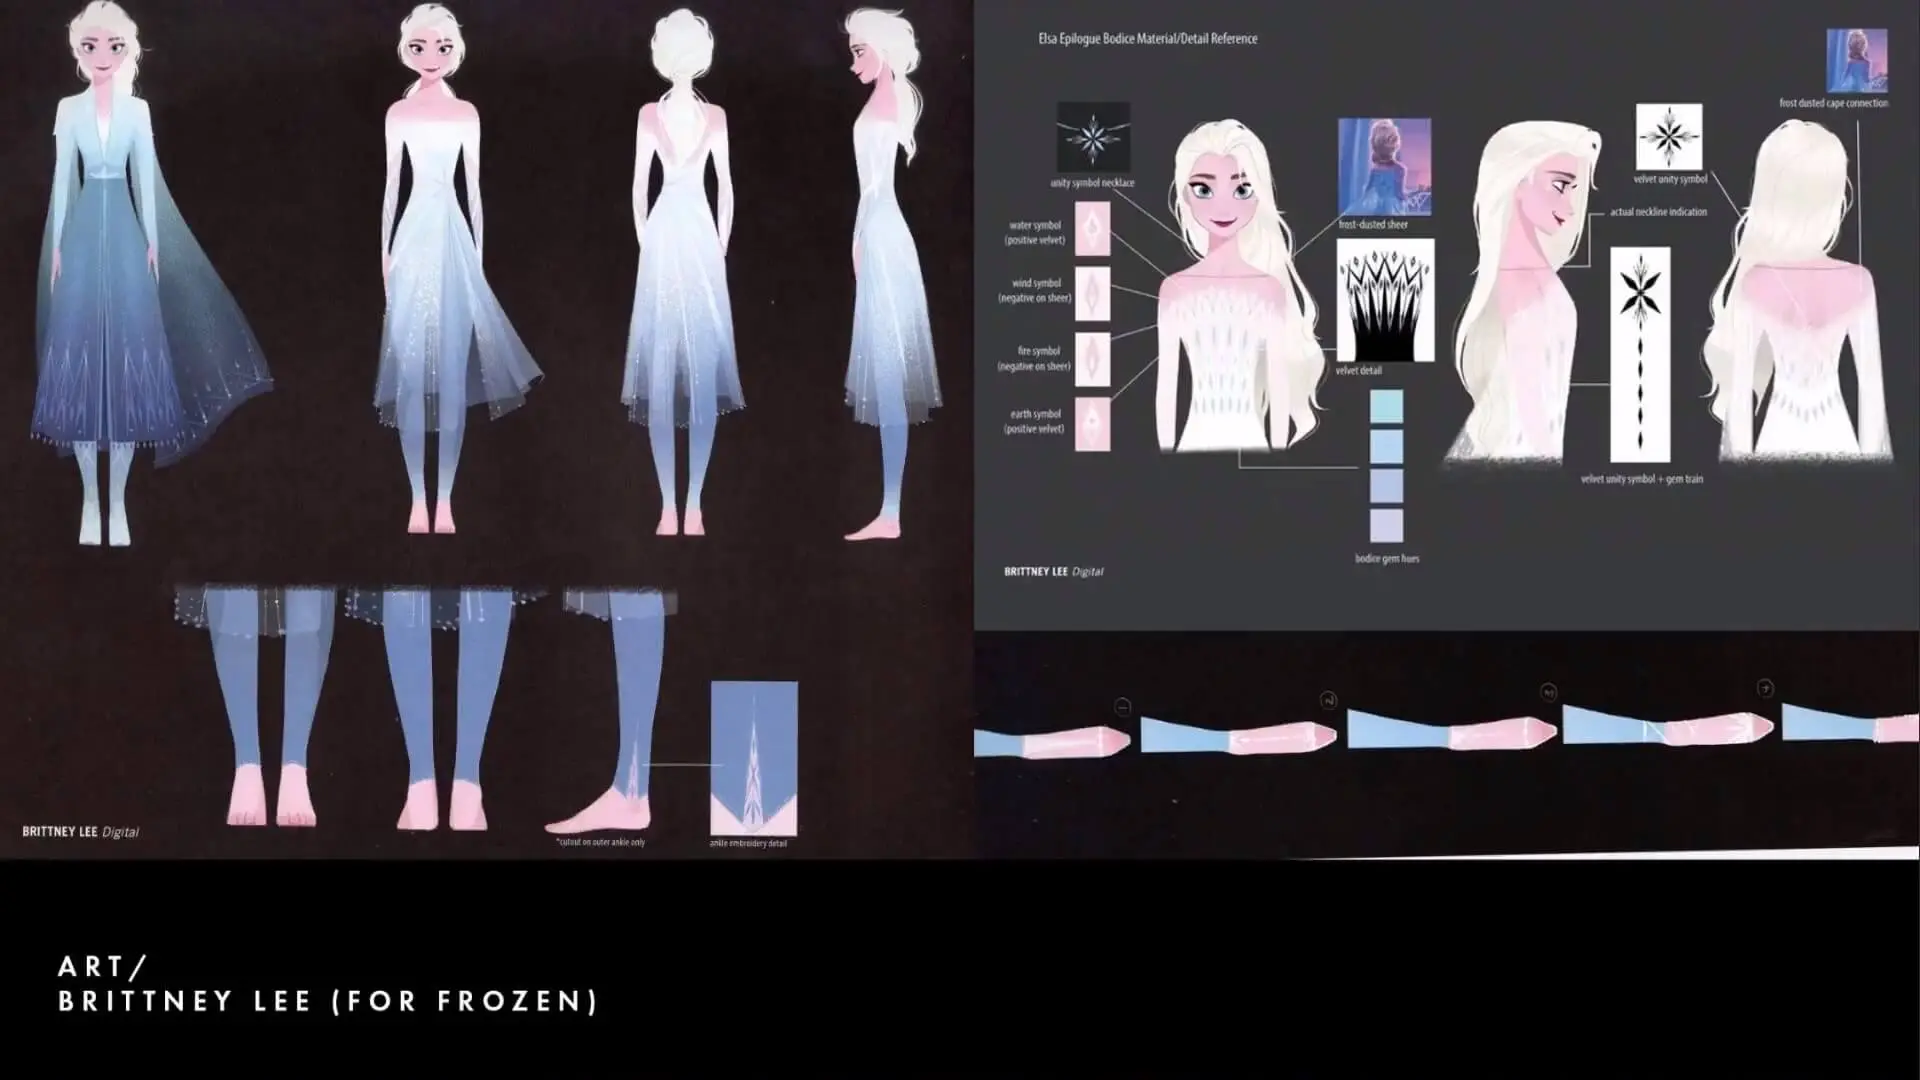 BRITTNEY LEE Digital
*cutout on outer ankle only
ankle embroidery detail
Elsa Epilogue Bodice Material/Detail Reference
frost dusted cape connection
unity symbol necklace
velvet unity symbol
water symbol
(positive velvet)
frost-dusted sheer
actual neckline indication
wind symbol
(negative on sheer)
fire symbol
(negative on sheer)
velvet detail
earth symbol
(positive velvet)
velvet unity symbol + gem train
bodice gem hues
BRITTNEY LEE Digital
1
2
3
4
ART/
BRITTNEY LEE (FOR FROZEN)